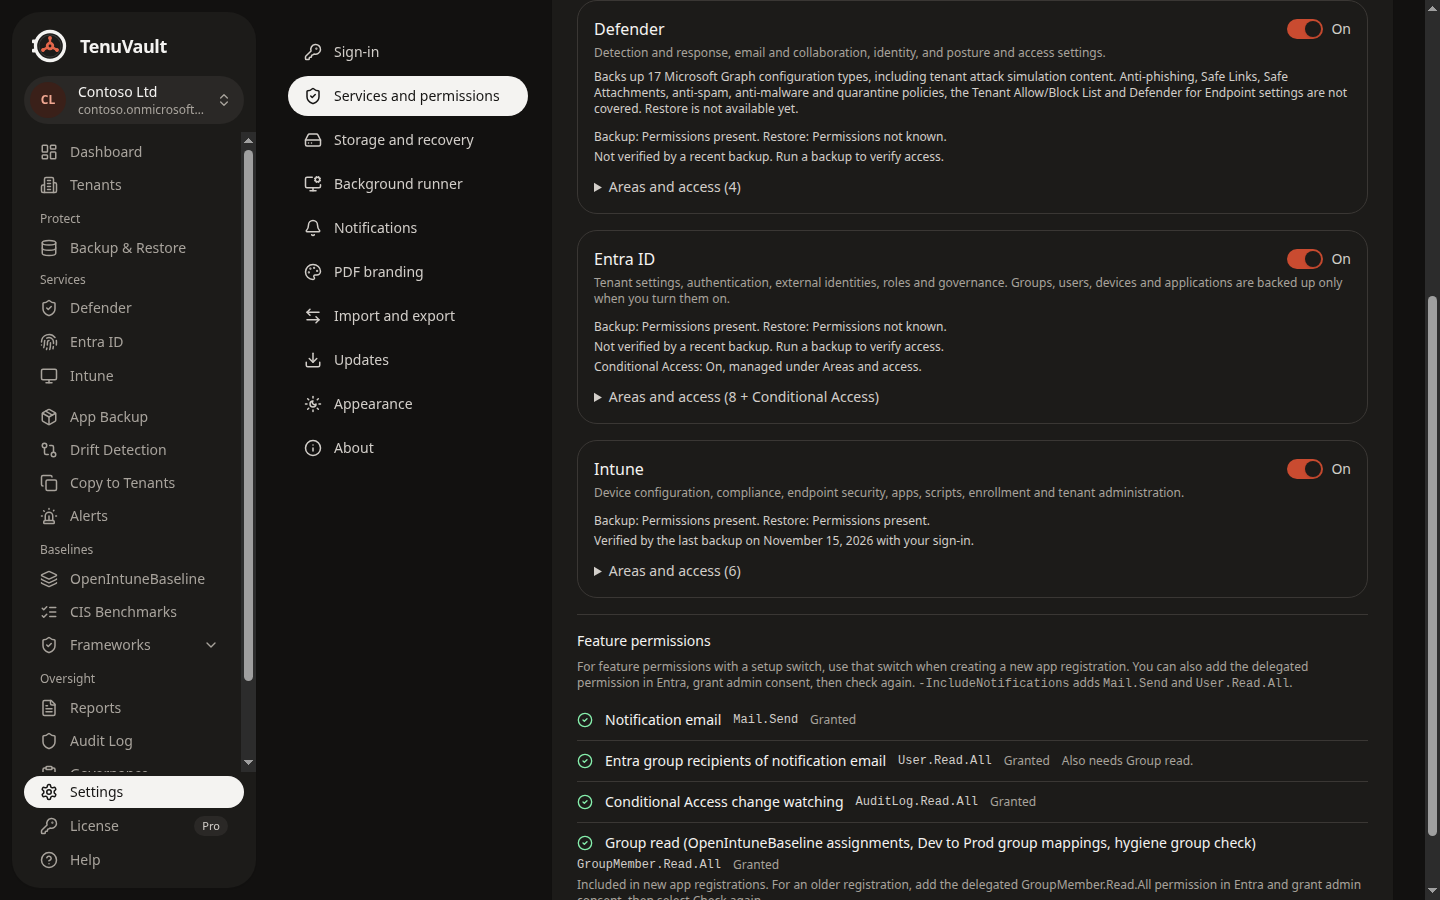 TenuVault
CL
Contoso Ltd
contoso.onmicrosoft...
Dashboard
Tenants
Protect
Backup & Restore
Services
Defender
Entra ID
Intune
App Backup
Drift Detection
Copy to Tenants
Alerts
Baselines
OpenIntuneBaseline
CIS Benchmarks
Frameworks
Oversight
Reports
Audit Log
Settings
License
Pro
Help
Sign-in
Services and permissions
Storage and recovery
Background runner
Notifications
PDF branding
Import and export
Updates
Appearance
About
Defender
On
Detection and response, email and collaboration, identity, and posture and access settings.
Backs up 17 Microsoft Graph configuration types, including tenant attack simulation content. Anti-phishing, Safe Links, Safe
Attachments, anti-spam, anti-malware and quarantine policies, the Tenant Allow/Block List and Defender for Endpoint settings are not
covered. Restore is not available yet.
Backup: Permissions present. Restore: Permissions not known.
Not verified by a recent backup. Run a backup to verify access.
Areas and access (4)
Entra ID
On
Tenant settings, authentication, external identities, roles and governance. Groups, users, devices and applications are backed up only
when you turn them on.
Backup: Permissions present. Restore: Permissions not known.
Not verified by a recent backup. Run a backup to verify access.
Conditional Access: On, managed under Areas and access.
Areas and access (8 + Conditional Access)
Intune
On
Device configuration, compliance, endpoint security, apps, scripts, enrollment and tenant administration.
Backup: Permissions present. Restore: Permissions present.
Verified by the last backup on November 15, 2026 with your sign-in.
Areas and access (6)
Feature permissions
For feature permissions with a setup switch, use that switch when creating a new app registration. You can also add the delegated
permission in Entra, grant admin consent, then check again. -IncludeNotifications adds Mail.Send and User.Read.All.
Notification email Mail.Send Granted
Entra group recipients of notification email User.Read.All Granted Also needs Group read.
Conditional Access change watching AuditLog.Read.All Granted
Group read (OpenIntuneBaseline assignments, Dev to Prod group mappings, hygiene group check)
GroupMember.Read.All Granted
Included in new app registrations. For an older registration, add the delegated GroupMember.Read.All permission in Entra and grant admin